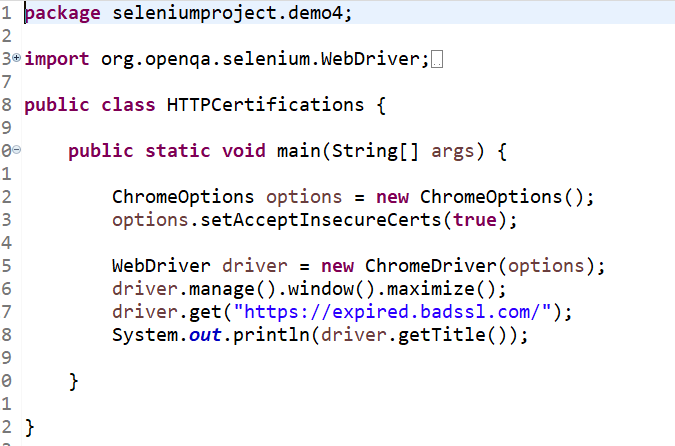 1 package seleniumproject.demo4;
2
3 import org.openqa.selenium.WebDriver;
7
8 public class HTTPCertifications {
9
0 public static void main(String[] args) {
1
2 ChromeOptions options = new ChromeOptions();
3 options.setAcceptInsecureCerts(true);
4
5 WebDriver driver = new ChromeDriver(options);
6 driver.manage().window().maximize();
7 driver.get("https://expired.badssl.com/");
8 System.out.println(driver.getTitle());
9
0 }
1
2 }